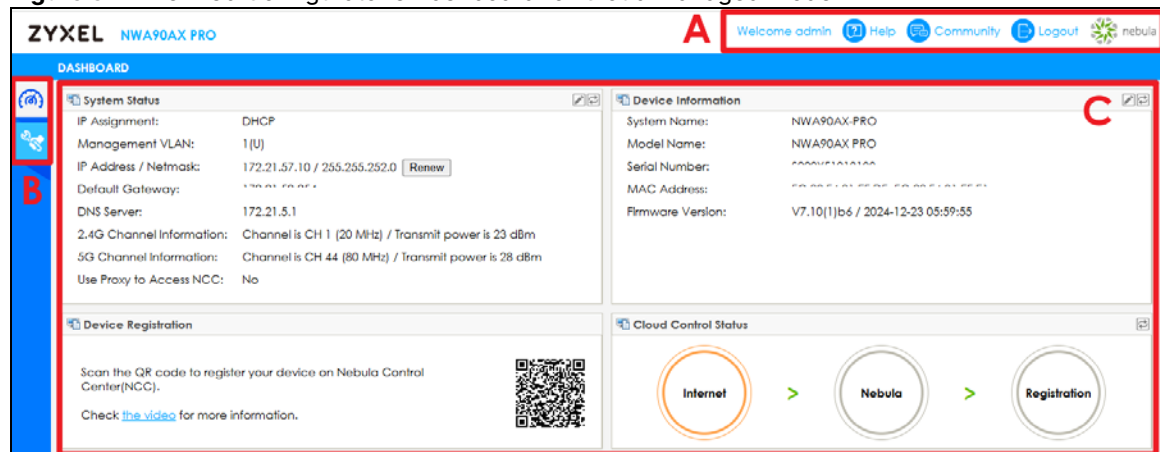 ZYXEL NWA90AX PRO
A
Welcome admin Help Community Logout nebula
DASHBOARD
B
C
System Status
IP Assignment: DHCP
Management VLAN: 1(U)
IP Address / Netmask: 172.21.57.10 / 255.255.252.0 Renew
Default Gateway:
DNS Server: 172.21.5.1
2.4G Channel Information: Channel is CH 1 (20 MHz) / Transmit power is 23 dBm
5G Channel Information: Channel is CH 44 (80 MHz) / Transmit power is 28 dBm
Use Proxy to Access NCC: No
Device Information
System Name: NWA90AX-PRO
Model Name: NWA90AX PRO
Serial Number:
MAC Address:
Firmware Version: V7.10(1)b6 / 2024-12-23 05:59:55
Device Registration
Scan the QR code to register your device on Nebula Control
Center(NCC).
Check the video for more information.
Cloud Control Status
Internet > Nebula > Registration